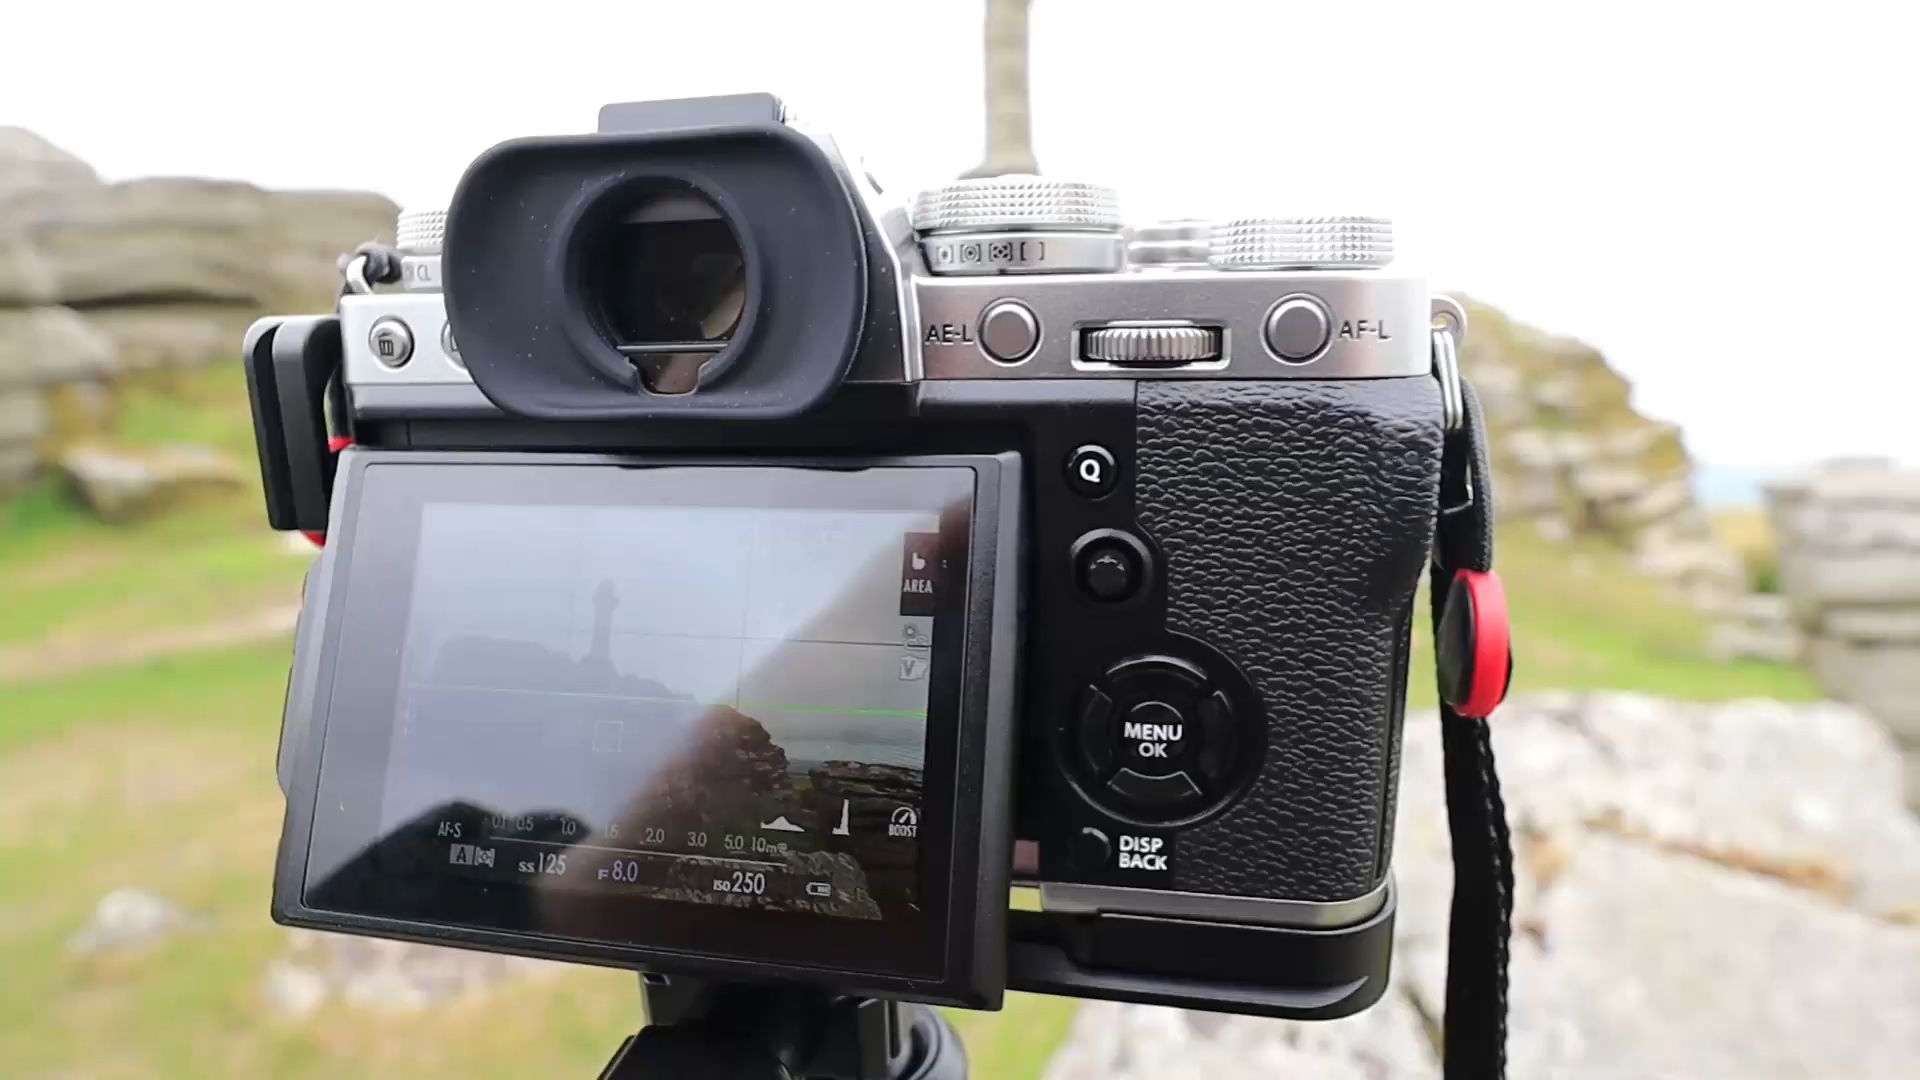 CL
AE-L
AF-L
Q
AREA
MENU
OK
AF-S
0.1 0.5 1.0 1.5 2.0 3.0 5.0 10m
BOOST
A
SS 125
F 8.0
ISO 250
DISP
BACK